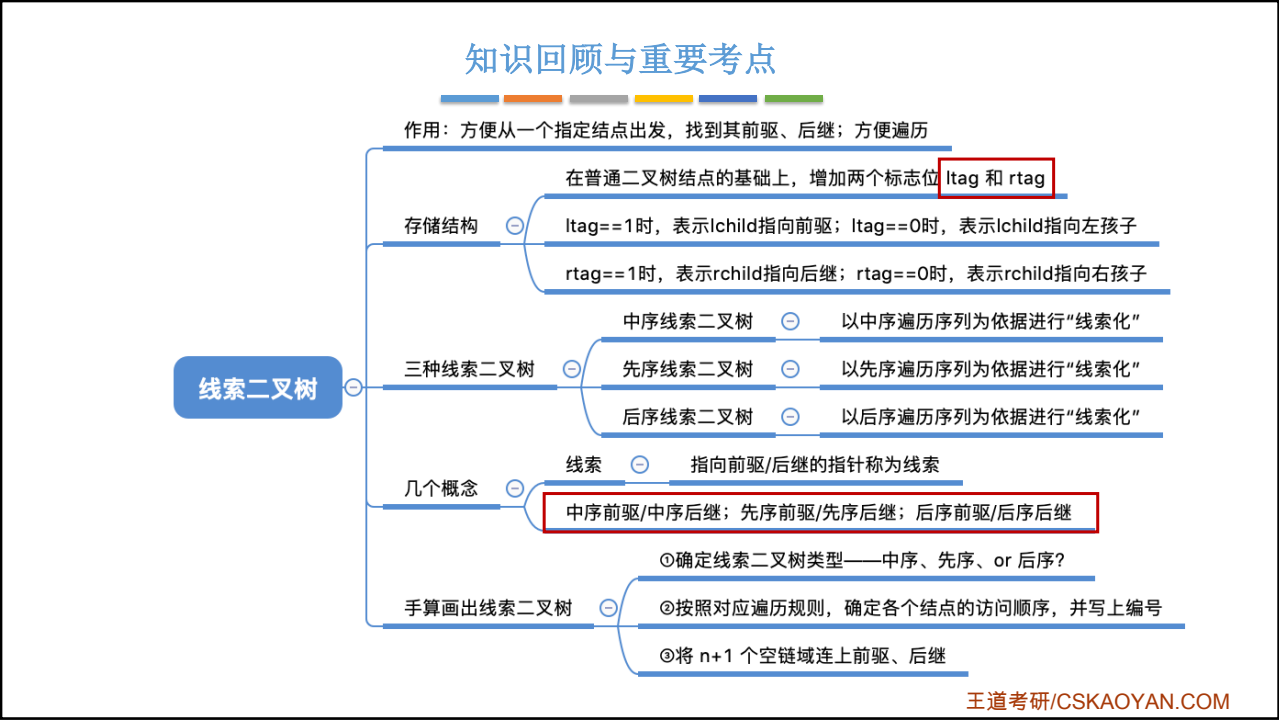 知识回顾与重要考点
作用：方便从一个指定结点出发，找到其前驱、后继；方便遍历
在普通二叉树结点的基础上，增加两个标志位 ltag 和 rtag
存储结构
ltag==1时，表示lchild指向前驱；ltag==0时，表示lchild指向左孩子
rtag==1时，表示rchild指向后继；rtag==0时，表示rchild指向右孩子
中序线索二叉树
以中序遍历序列为依据进行“线索化”
三种线索二叉树
先序线索二叉树
以先序遍历序列为依据进行“线索化”
线索二叉树
后序线索二叉树
以后序遍历序列为依据进行“线索化”
线索
指向前驱/后继的指针称为线索
几个概念
中序前驱/中序后继；先序前驱/先序后继；后序前驱/后序后继
①确定线索二叉树类型——中序、先序、or 后序？
手算画出线索二叉树
②按照对应遍历规则，确定各个结点的访问顺序，并写上编号
③将 n+1 个空链域连上前驱、后继
王道考研/CSKAOYAN.COM